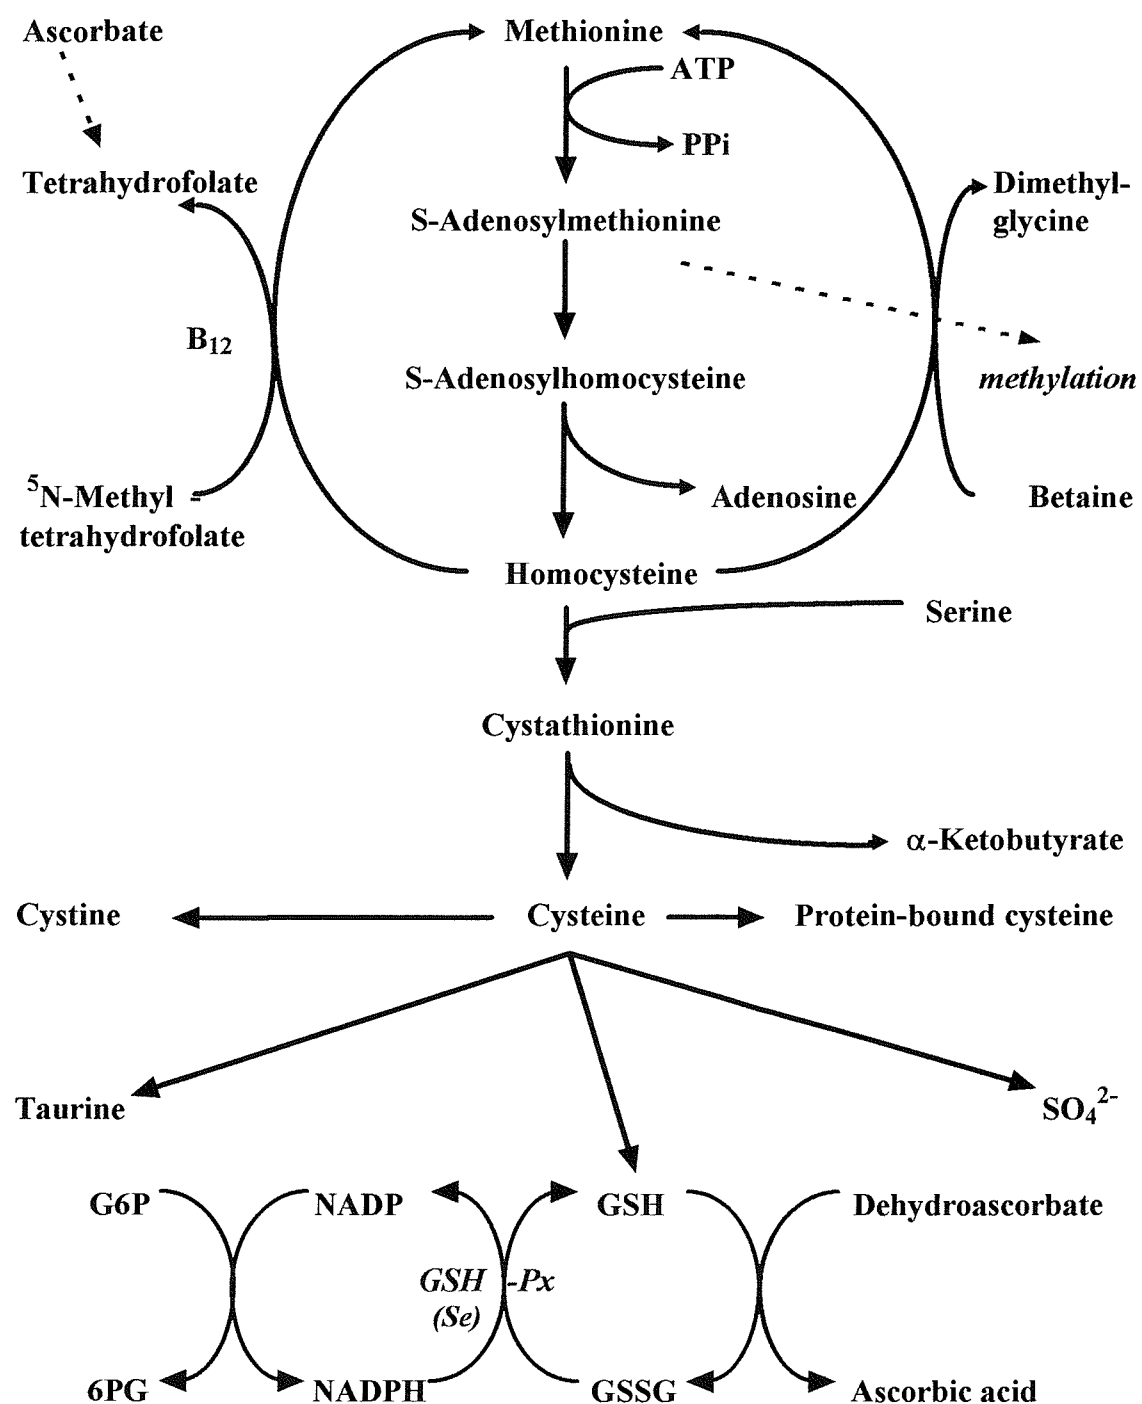 Ascorbate
Methionine
ATP
PPi
Tetrahydrofolate
Dimethyl-
glycine
S-Adenosylmethionine
B12
S-Adenosylhomocysteine
methylation
5N-Methyl -
tetrahydrofolate
Adenosine
Betaine
Homocysteine
Serine
Cystathionine
α-Ketobutyrate
Cystine
Cysteine
Protein-bound cysteine
Taurine
SO4 2-
G6P
NADP
GSH
Dehydroascorbate
GSH -Px
(Se)
6PG
NADPH
GSSG
Ascorbic acid